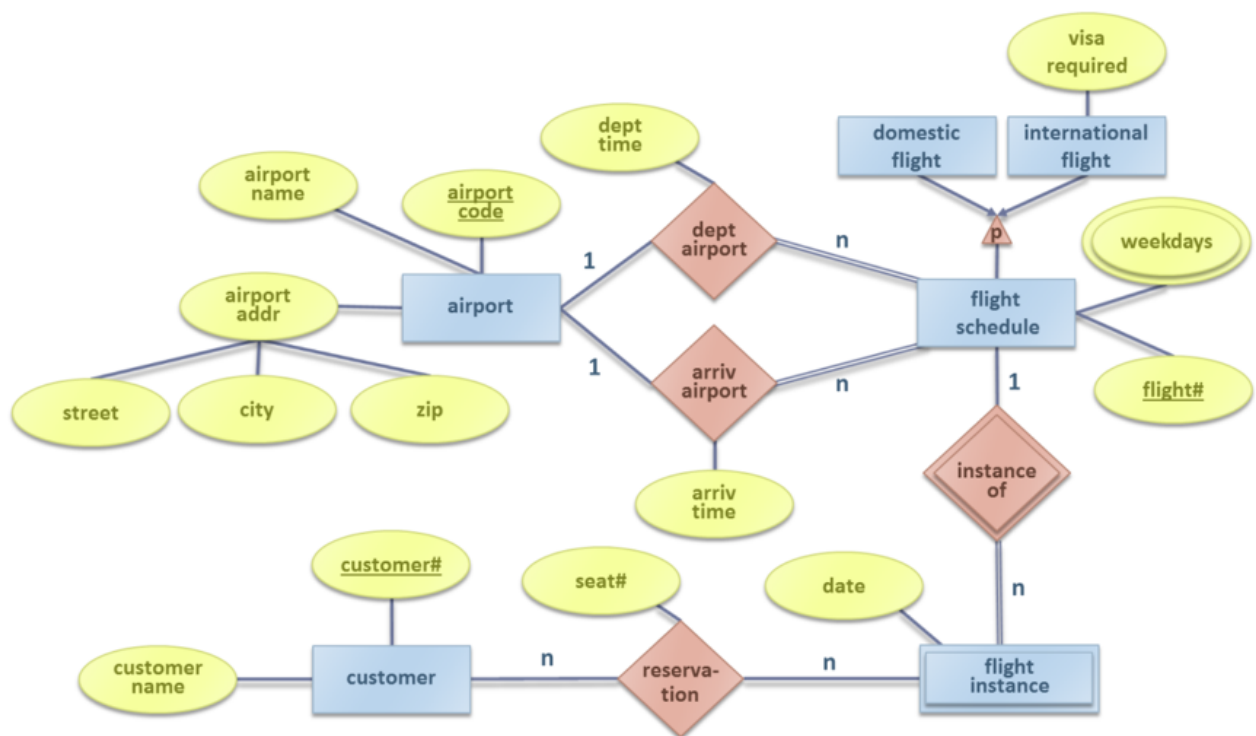 visa
required
dept
time
domestic
flight
international
flight
airport
name
airport
code
dept
airport
p
weekdays
n
1
airport
addr
airport
flight
schedule
1
n
arriv
airport
1
street
city
zip
flight#
instance
of
arriv
time
customer#
seat#
date
n
customer
name
customer
n
reserva-
tion
n
flight
instance